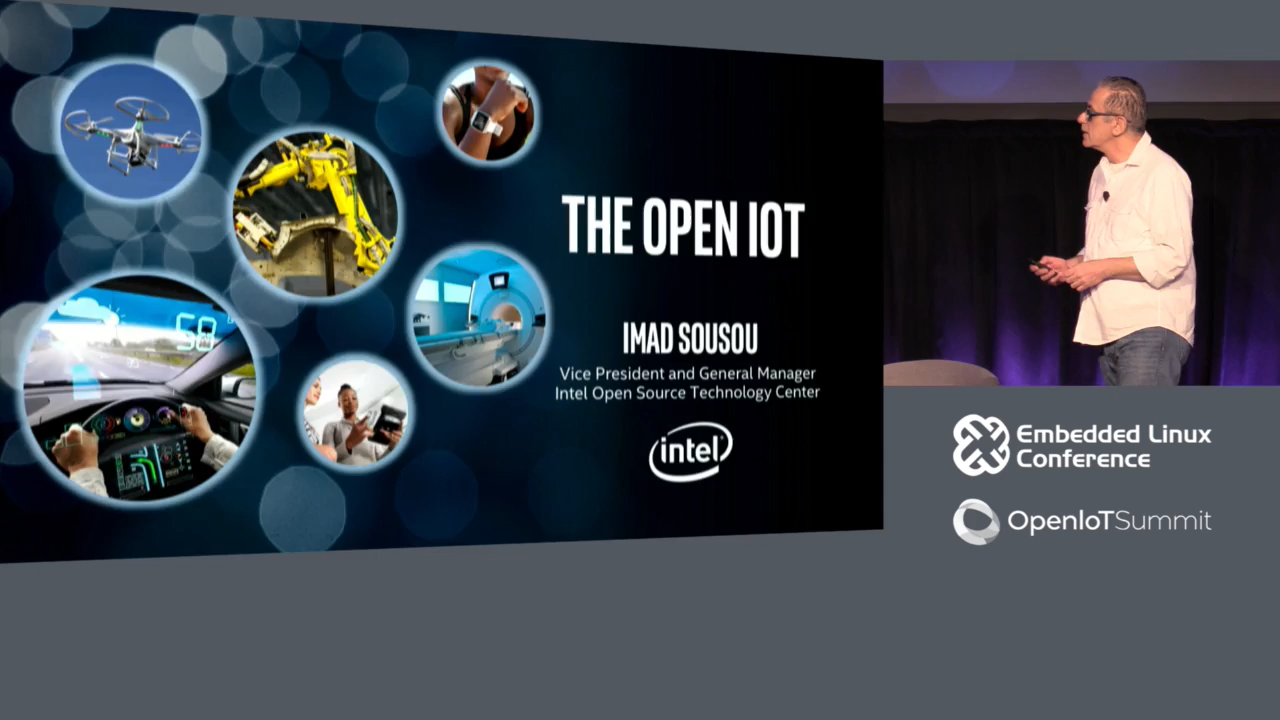 58
THE OPEN IOT
IMAD SOUSOU
Vice President and General Manager
Intel Open Source Technology Center
intel
Embedded Linux
Conference
OpenIoTSummit